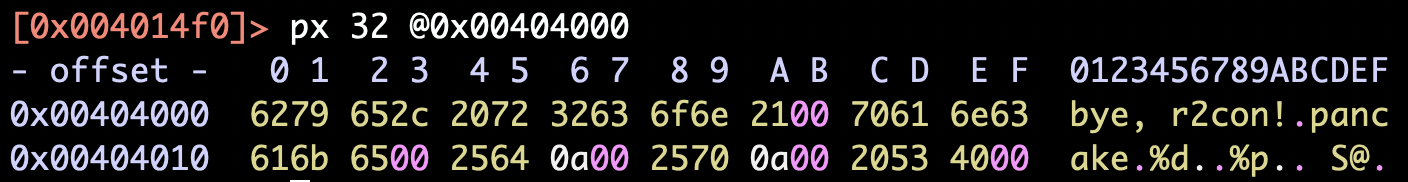 [0x004014f0]> px 32 @0x00404000
- offset -   0 1  2 3  4 5  6 7  8 9  A B  C D  E F  0123456789ABCDEF
0x00404000  6279 652c 2072 3263 6f6e 2100 7061 6e63  bye, r2con!.panc
0x00404010  616b 6500 2564 0a00 2570 0a00 2053 4000  ake.%d..%p.. S@.